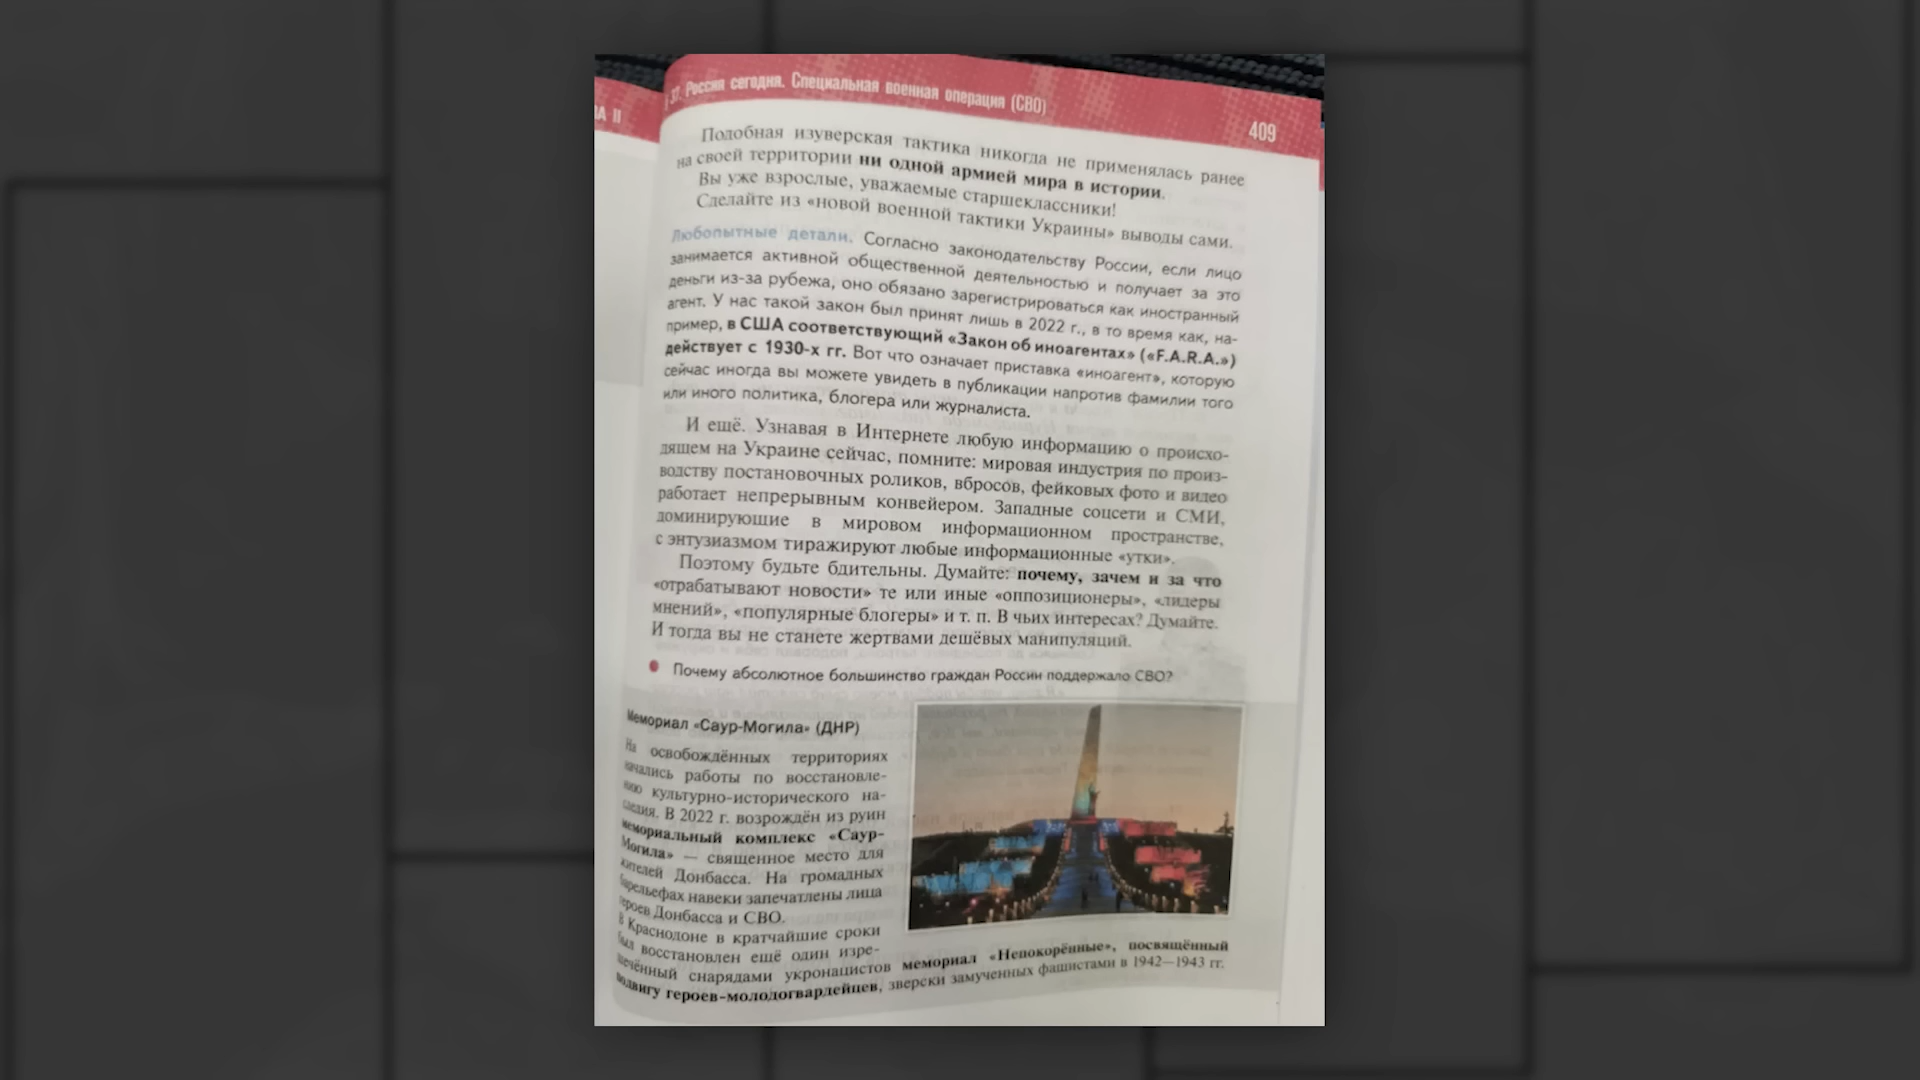 ВА II
37. Россия сегодня. Специальная военная операция (СВО)
409
Подобная изуверская тактика никогда не применялась ранее
на своей территории ни одной армией мира в истории.
Вы уже взрослые, уважаемые старшеклассники!
Сделайте из «новой военной тактики Украины» выводы сами.
Любопытные детали. Согласно законодательству России, если лицо
занимается активной общественной деятельностью и получает за это
деньги из-за рубежа, оно обязано зарегистрироваться как иностранный
агент. У нас такой закон был принят лишь в 2022 г., в то время как, на-
пример, в США соответствующий «Закон об иноагентах» («F.A.R.A.»)
действует с 1930-х гг. Вот что означает приставка «иноагент», которую
сейчас иногда вы можете увидеть в публикации напротив фамилии того
или иного политика, блогера или журналиста.
И ещё. Узнавая в Интернете любую информацию о происхо-
дящем на Украине сейчас, помните: мировая индустрия по произ-
водству постановочных роликов, вбросов, фейковых фото и видео
работает непрерывным конвейером. Западные соцсети и СМИ,
доминирующие в мировом информационном пространстве,
с энтузиазмом тиражируют любые информационные «утки».
Поэтому будьте бдительны. Думайте: почему, зачем и за что
«отрабатывают новости» те или иные «оппозиционеры», «лидеры
мнений», «популярные блогеры» и т. п. В чьих интересах? Думайте.
И тогда вы не станете жертвами дешёвых манипуляций.
Почему абсолютное большинство граждан России поддержало СВО?
Мемориал «Саур-Могила» (ДНР)
На освобождённых территориях
начались работы по восстановле-
нию культурно-исторического на-
следия. В 2022 г. возрождён из руин
мемориальный комплекс «Саур-
Могила» — священное место для
жителей Донбасса. На громадных
барельефах навеки запечатлены лица
героев Донбасса и СВО.
В Краснодоне в кратчайшие сроки
был восстановлен ещё один изре-
шечённый снарядами укронацистов мемориал «Непокорённые», посвящённый
подвигу героев-молодогвардейцев, зверски замученных фашистами в 1942—1943 гг.